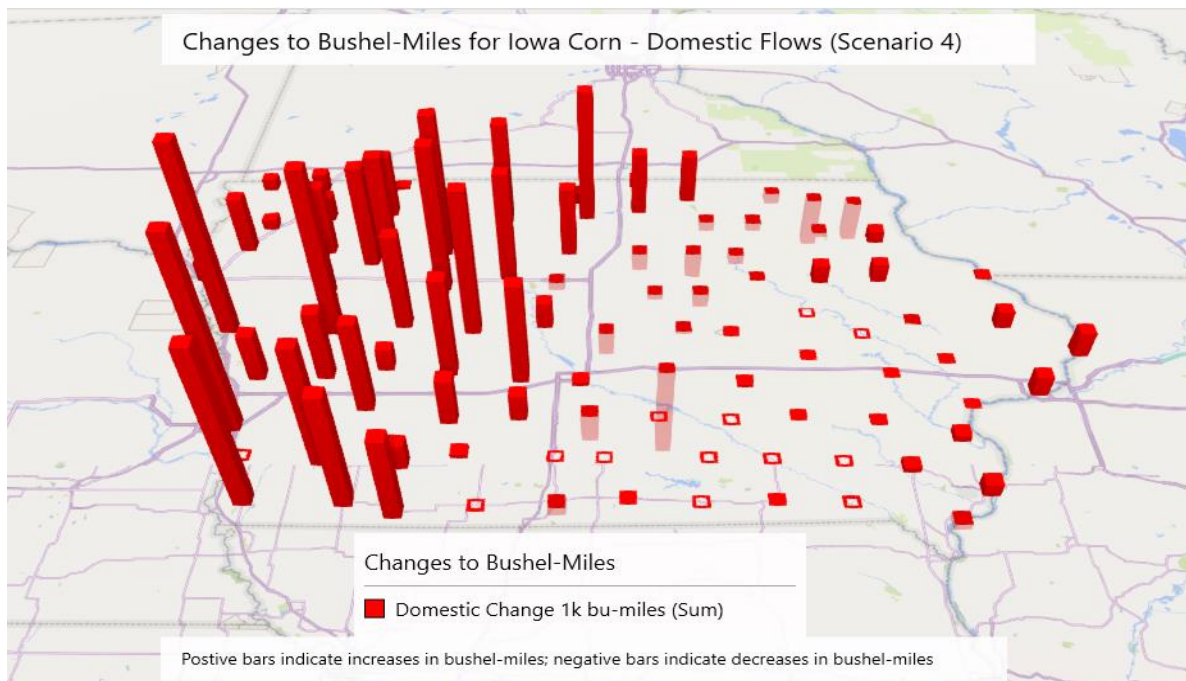 Changes to Bushel-Miles for Iowa Corn - Domestic Flows (Scenario 4)
Changes to Bushel-Miles
Domestic Change 1k bu-miles (Sum)
Postive bars indicate increases in bushel-miles; negative bars indicate decreases in bushel-miles